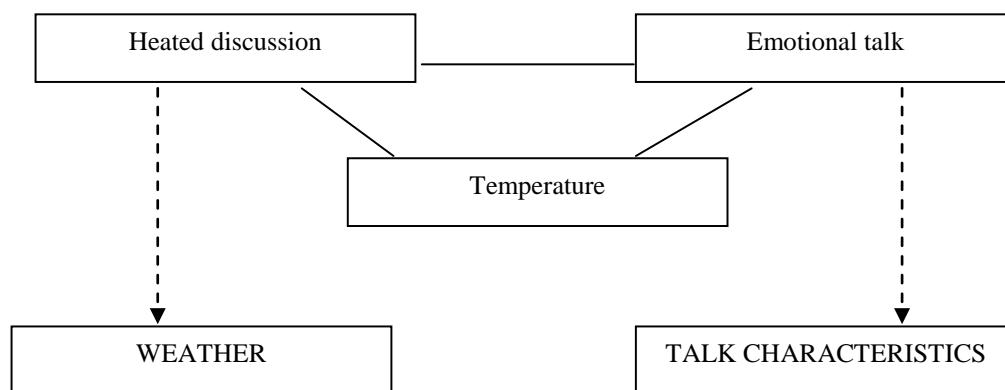 Heated discussion
Emotional talk
Temperature
WEATHER
TALK CHARACTERISTICS